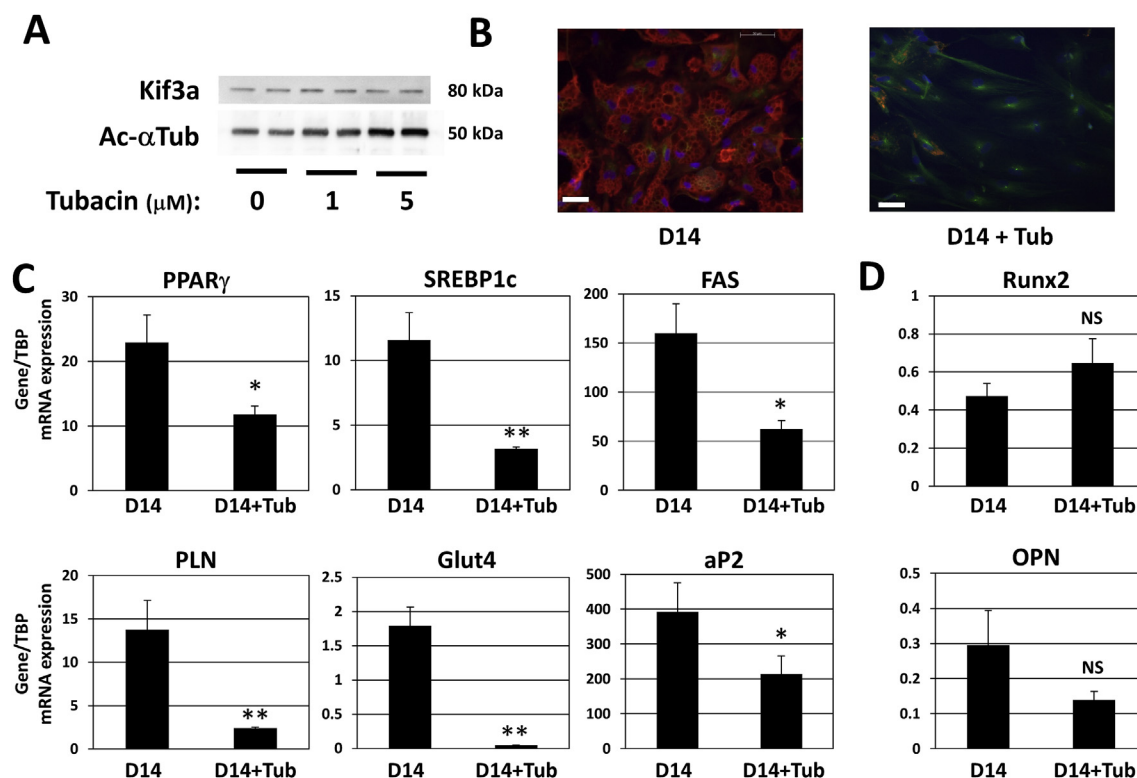 A
Kif3a
80 kDa
Ac-αTub
50 kDa
Tubacin (μM): 0 1 5
B
D14
D14 + Tub
C
PPARγ
Gene/TBP
mRNA expression
30
20
10
0
*
D14 D14+Tub
SREBP1c
15
10
5
0
**
D14 D14+Tub
FAS
200
150
100
50
0
*
D14 D14+Tub
D
Runx2
1
0.8
0.6
0.4
0.2
0
NS
D14 D14+Tub
PLN
Gene/TBP
mRNA expression
20
15
10
5
0
**
D14 D14+Tub
Glut4
2.5
2
1.5
1
0.5
0
**
D14 D14+Tub
aP2
500
400
300
200
100
0
*
D14 D14+Tub
OPN
0.5
0.4
0.3
0.2
0.1
0
NS
D14 D14+Tub